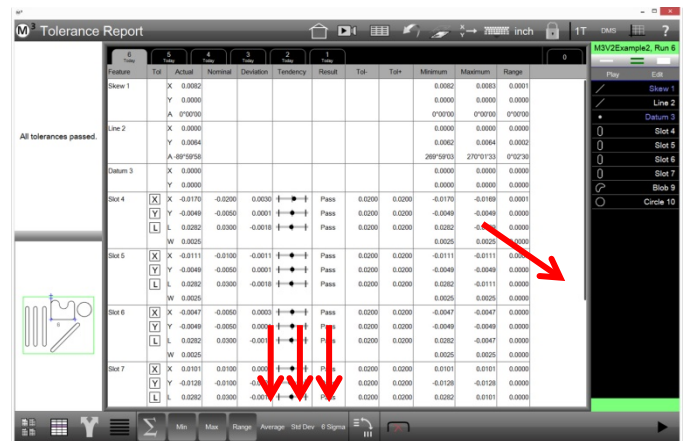 M³ Tolerance Report
inch
1T
DMS
?
6 Today
5 Today
4 Today
3 Today
2 Today
1 Today
0
M3V2Example2, Run 6
Play Edit
Feature Tol Actual Nominal Deviation Tendency Result Tol- Tol+ Minimum Maximum Range
Skew 1 X 0.0082 0.0082 0.0083 0.0001
Y 0.0000 0.0000 0.0000 0.0000
A 0°00'00 0°00'00 0°00'00 0°00'00
Line 2 X 0.0000 0.0000 0.0000 0.0000
Y 0.0064 0.0062 0.0064 0.0002
A -89°59'58 269°59'03 270°01'33 0°02'30
Datum 3 X 0.0000 0.0000 0.0000 0.0000
Y 0.0000 0.0000 0.0000 0.0000
Slot 4 X X -0.0170 -0.0200 0.0030 Pass 0.0200 0.0200 -0.0170 -0.0169 0.0001
Y Y -0.0049 -0.0050 0.0001 Pass 0.0200 0.0200 -0.0049 -0.0049 0.0000
L L 0.0282 0.0300 -0.0018 Pass 0.0200 0.0200 0.0282
W 0.0025 0.0025 0.0025 0.0000
Slot 5 X X -0.0111 -0.0100 -0.0011 Pass 0.0200 0.0200 -0.0111 -0.0111
Y Y -0.0049 -0.0050 0.0001 Pass 0.0200 0.0200 -0.0049 -0.0049 0.0000
L L 0.0282 0.0300 -0.0018 Pass 0.0200 0.0200 0.0282 -0.0111 0.0000
W 0.0025 0.0025 0.0025 0.0000
Slot 6 X X -0.0047 -0.0050 0.0003 Pass 0.0200 0.0200 -0.0047 -0.0047 0.0000
Y Y -0.0049 -0.0050 Pass 0.0200 0.0200 -0.0049 -0.0049 0.0000
L L 0.0282 0.0300 Pass 0.0200 0.0200 0.0282 -0.0047 0.0000
W 0.0025 0.0025 0.0025 0.0000
Slot 7 X X 0.0101 0.0100 Pass 0.0200 0.0200 0.0101 0.0101 0.0000
Y Y -0.0128 -0.0100 Pass 0.0200 0.0200 -0.0128 -0.0128 0.0000
L L 0.0282 0.0300 Pass 0.0200 0.0200 0.0282 0.0101 0.0000
All tolerances passed.
Skew 1
Line 2
Datum 3
Slot 4
Slot 5
Slot 6
Slot 7
Blob 9
Circle 10
Σ Min Max Range Average Std Dev 6 Sigma